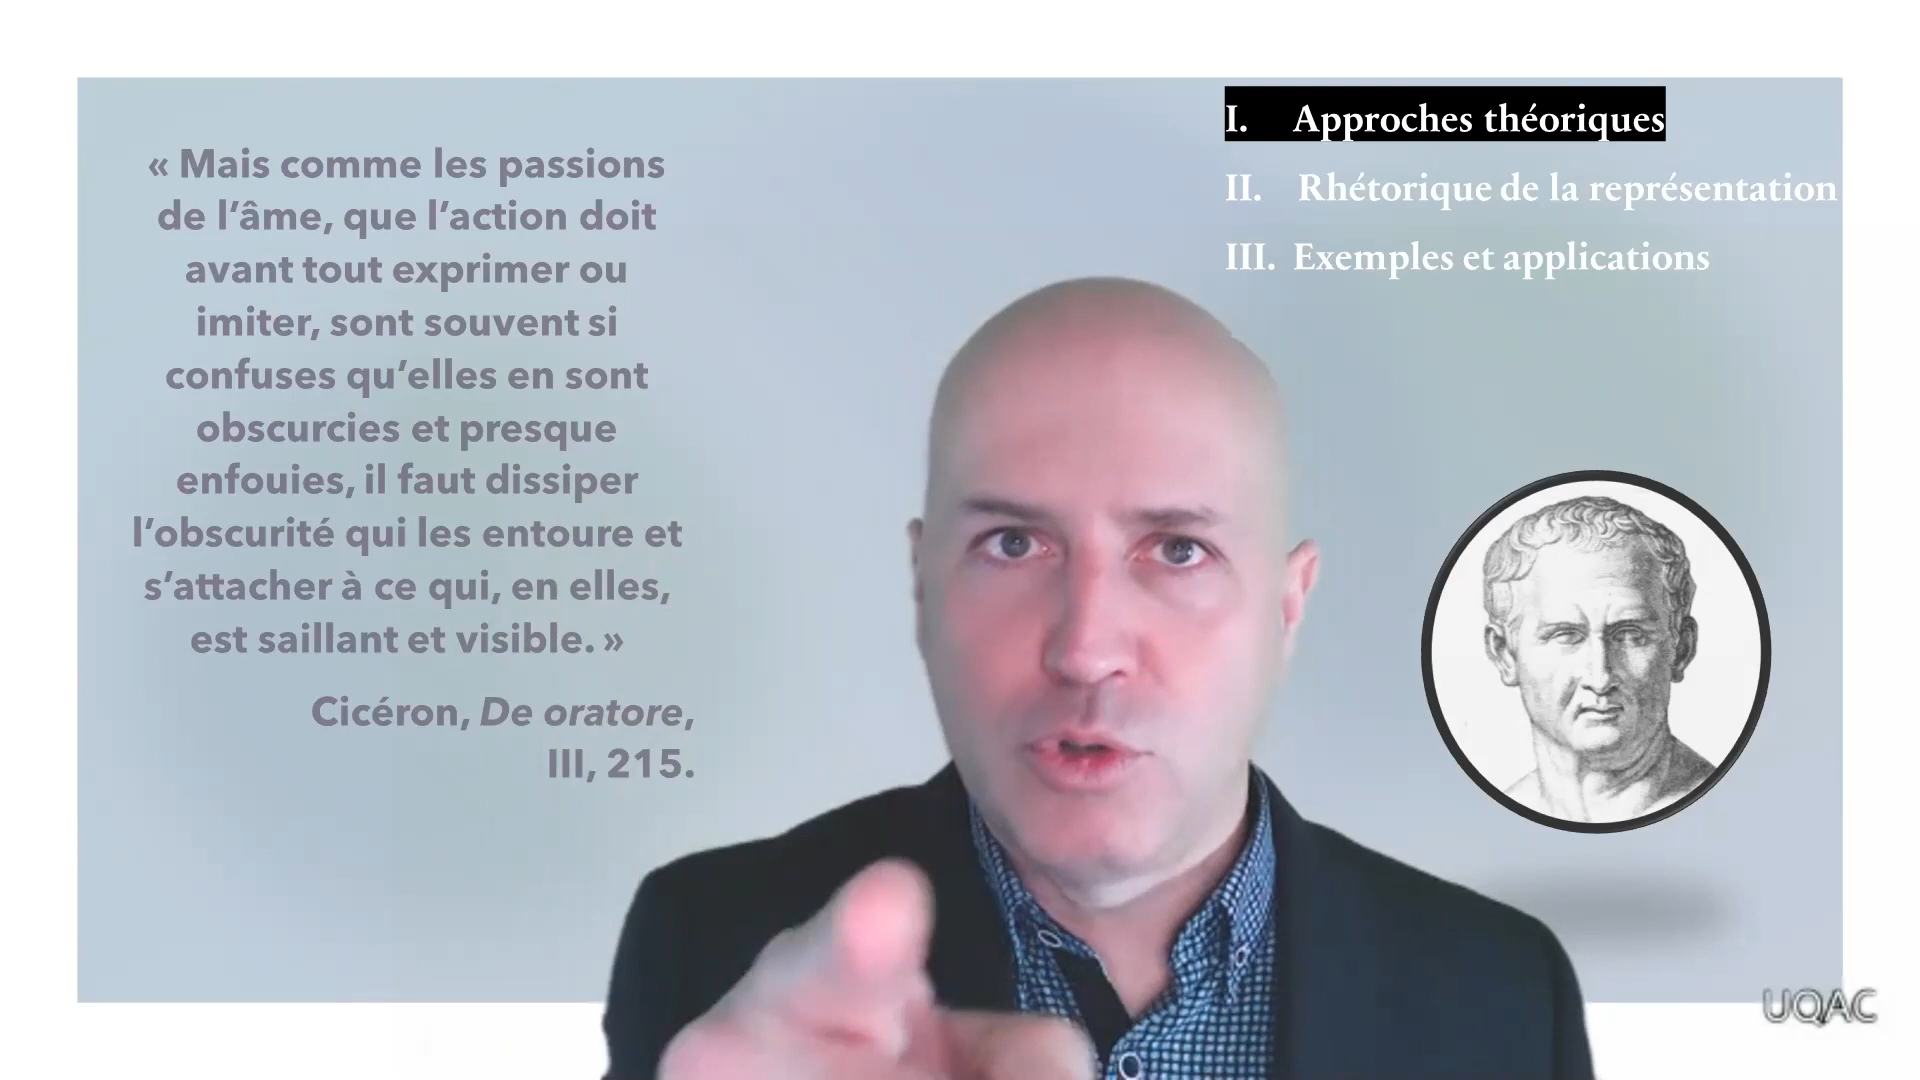 « Mais comme les passions
de l’âme, que l’action doit
avant tout exprimer ou
imiter, sont souvent si
confuses qu’elles en sont
obscurcies et presque
enfouies, il faut dissiper
l’obscurité qui les entoure et
s’attacher à ce qui, en elles,
est saillant et visible. »
Cicéron, De oratore,
III, 215.
I. Approches théoriques
II. Rhétorique de la représentation
III. Exemples et applications
UQAC